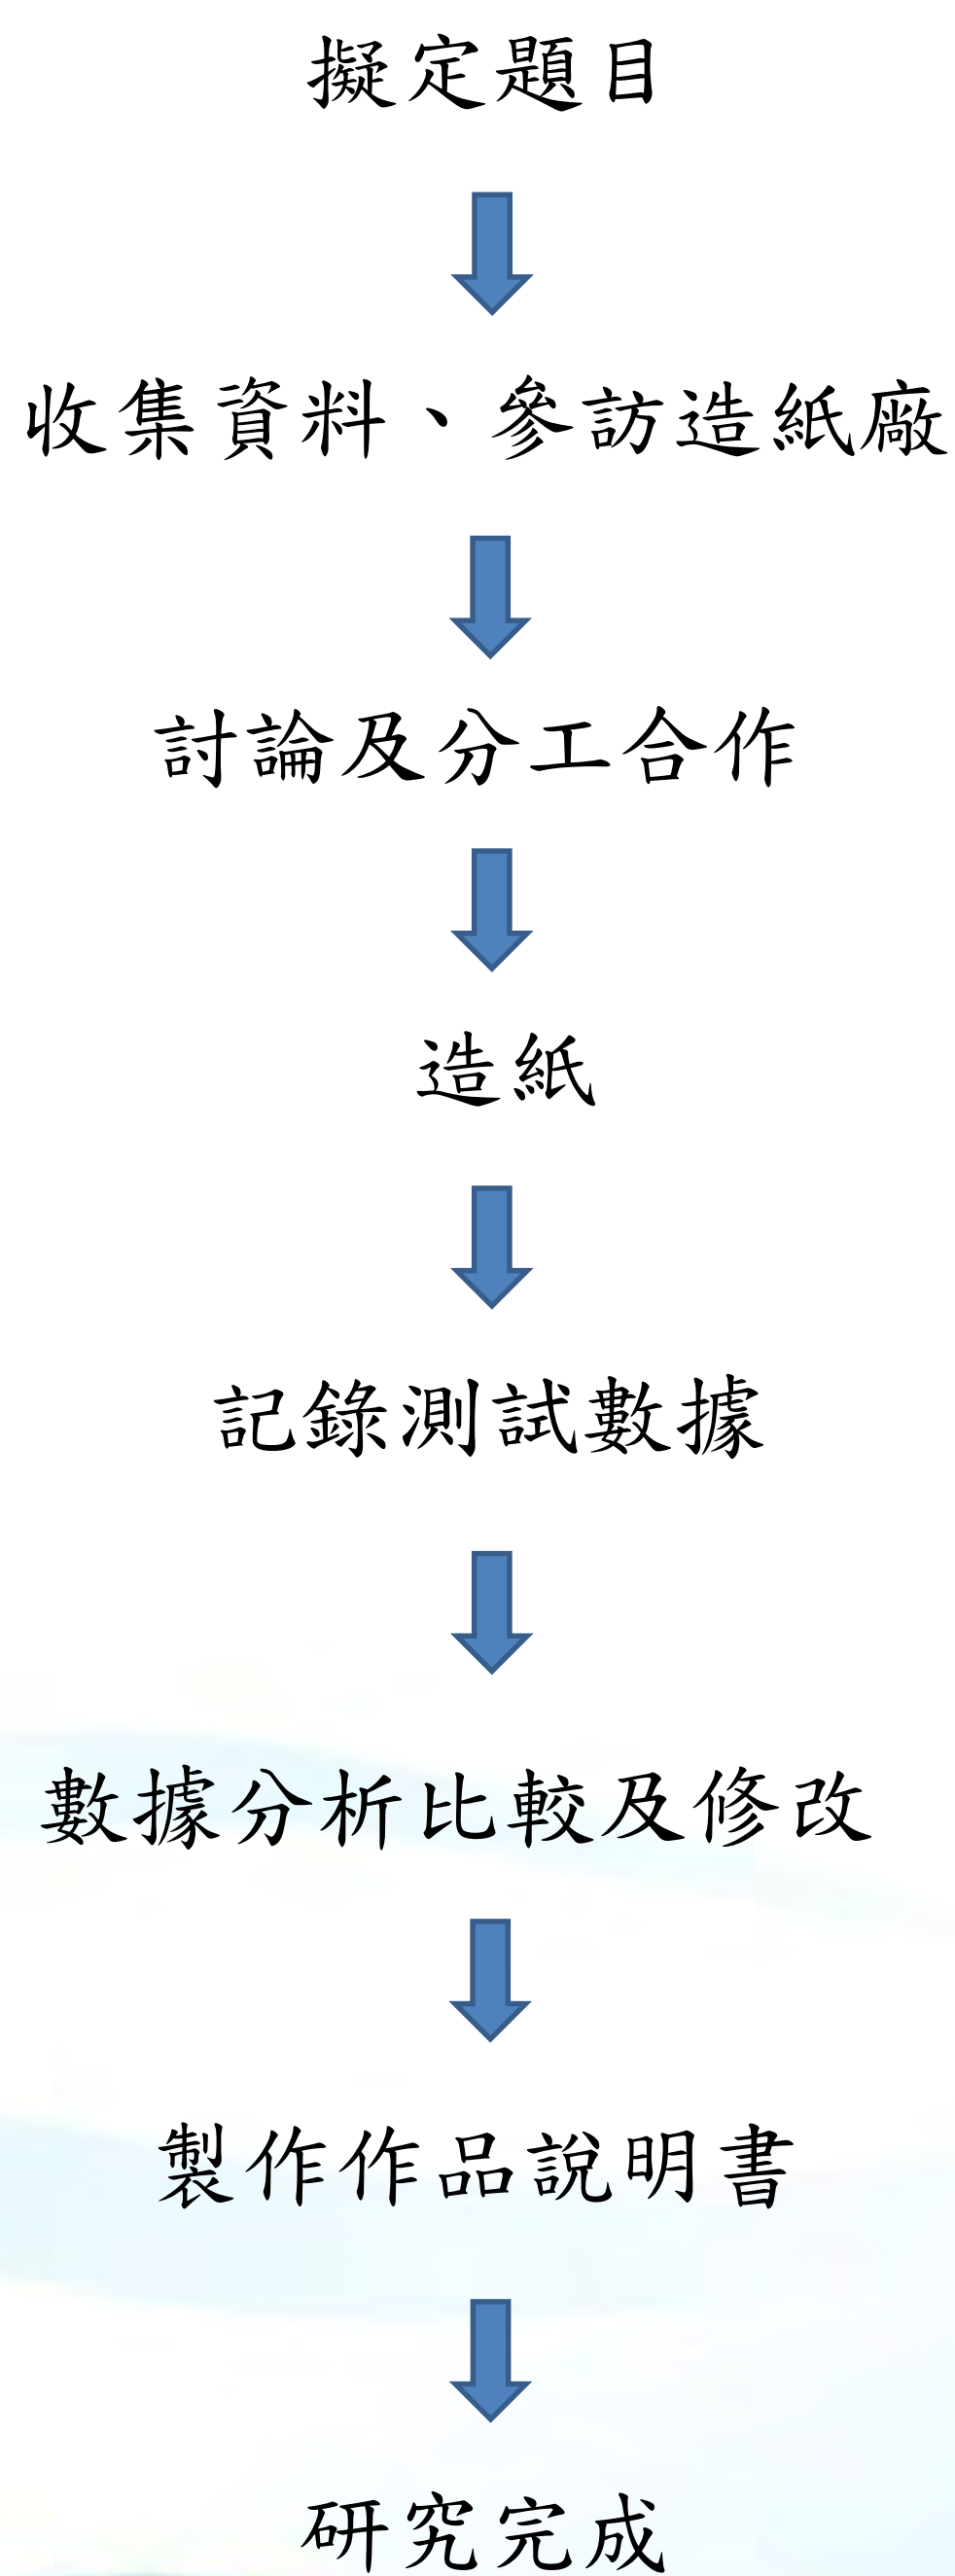 擬定題目
收集資料、參訪造紙廠
討論及分工合作
造紙
記錄測試數據
數據分析比較及修改
製作作品說明書
研究完成